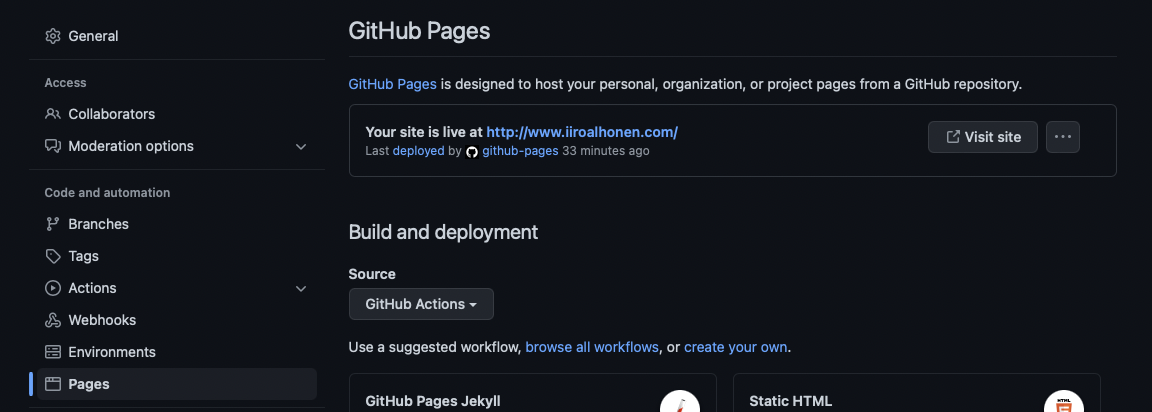 General
Access
Collaborators
Moderation options
Code and automation
Branches
Tags
Actions
Webhooks
Environments
Pages
GitHub Pages
GitHub Pages is designed to host your personal, organization, or project pages from a GitHub repository.
Your site is live at http://www.iiroalhonen.com/
Last deployed by github-pages 33 minutes ago
Visit site
Build and deployment
Source
GitHub Actions
Use a suggested workflow, browse all workflows, or create your own.
GitHub Pages Jekyll
Static HTML
HTML